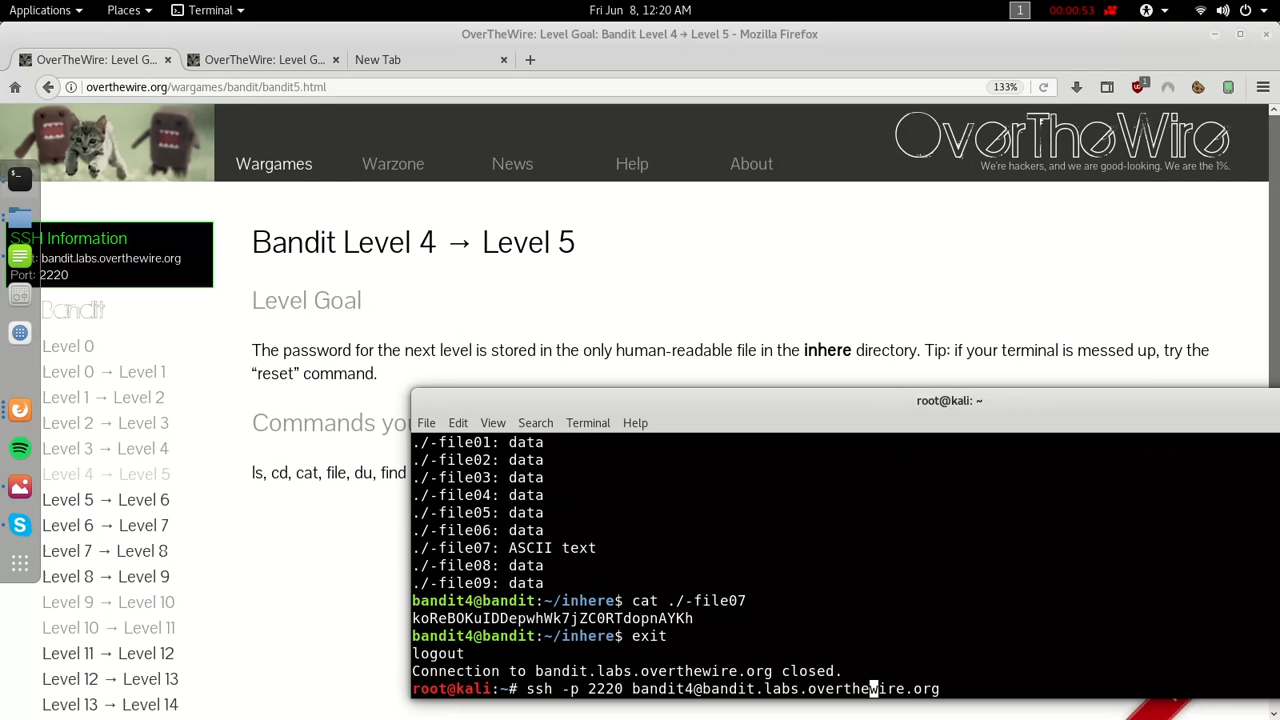 Applications Places Terminal Fri Jun 8, 12:20 AM 1 00:00:53
OverTheWire: Level Goal: Bandit Level 4 → Level 5 - Mozilla Firefox
OverTheWire: Level G... × OverTheWire: Level G... × New Tab × +
overthewire.org/wargames/bandit/bandit5.html 133% 1
OverTheWire
Wargames Warzone News Help About
We're hackers, and we are good-looking. We are the 1%.
SSH Information
bandit.labs.overthewire.org
Port: 2220
Bandit
Level 0
Level 0 → Level 1
Level 1 → Level 2
Level 2 → Level 3
Level 3 → Level 4
Level 4 → Level 5
Level 5 → Level 6
Level 6 → Level 7
Level 7 → Level 8
Level 8 → Level 9
Level 9 → Level 10
Level 10 → Level 11
Level 11 → Level 12
Level 12 → Level 13
Level 13 → Level 14
Bandit Level 4 → Level 5
Level Goal
The password for the next level is stored in the only human-readable file in the inhere directory. Tip: if your terminal is messed up, try the
“reset” command.
Commands yo
ls, cd, cat, file, du, find
root@kali: ~
File Edit View Search Terminal Help
./-file01: data
./-file02: data
./-file03: data
./-file04: data
./-file05: data
./-file06: data
./-file07: ASCII text
./-file08: data
./-file09: data
bandit4@bandit:~/inhere$ cat ./-file07
koReBOKuIDDepwhWk7jZC0RTdopnAYKh
bandit4@bandit:~/inhere$ exit
logout
Connection to bandit.labs.overthewire.org closed.
root@kali:~# ssh -p 2220 bandit4@bandit.labs.overthewire.org